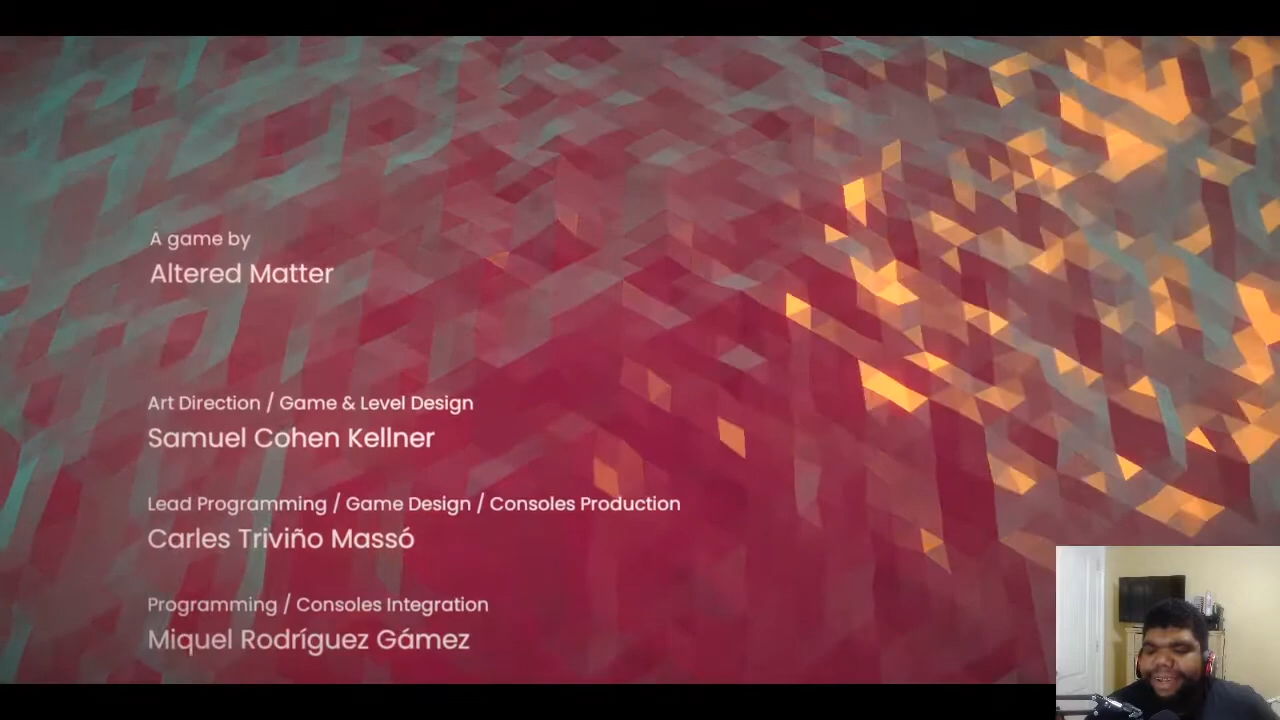 A game by
Altered Matter
Art Direction / Game & Level Design
Samuel Cohen Kellner
Lead Programming / Game Design / Consoles Production
Carles Triviño Massó
Programming / Consoles Integration
Miquel Rodríguez Gámez